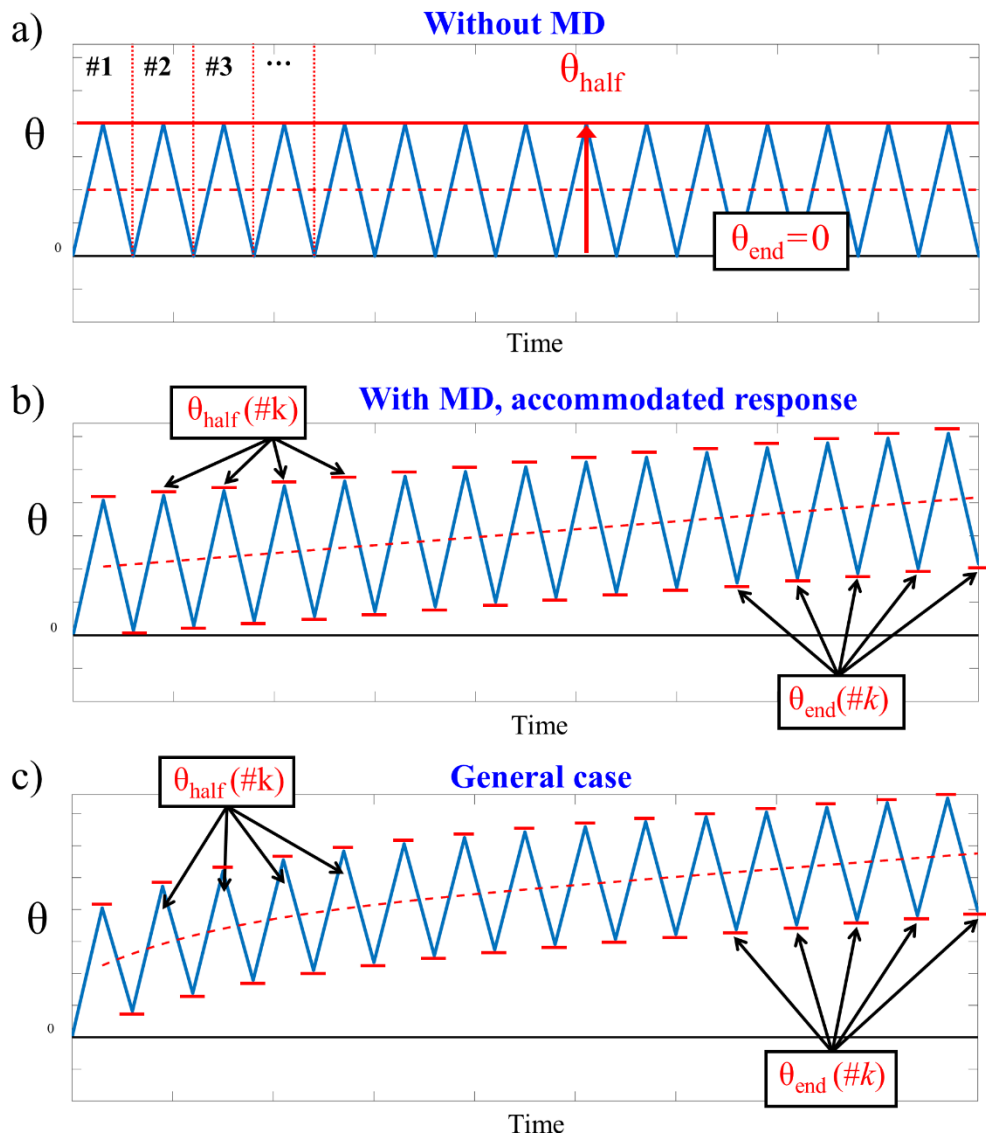 a)
Without MD
#1 #2 #3 ...
θhalf
θ
θend=0
0
Time
b)
With MD, accommodated response
θhalf(#k)
θ
0
θend(#k)
Time
c)
General case
θhalf(#k)
θ
0
θend(#k)
Time